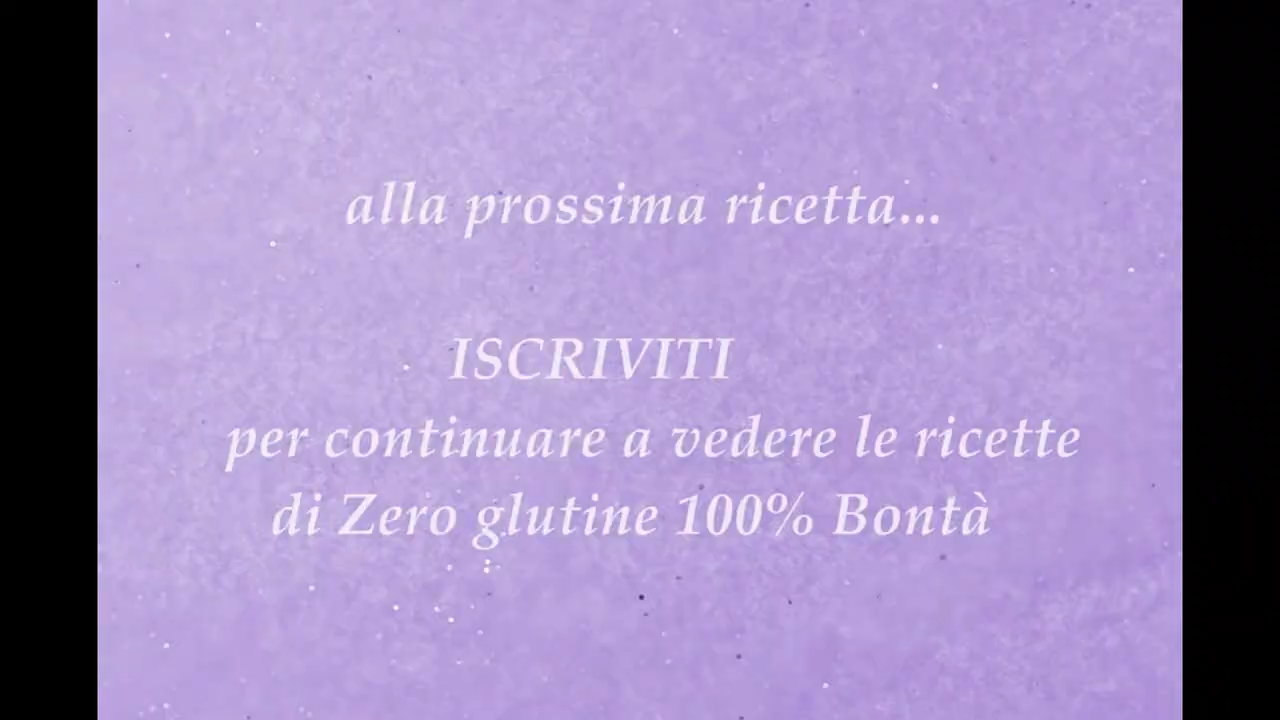 alla prossima ricetta...
ISCRIVITI
per continuare a vedere le ricette
di Zero glutine 100% Bontà